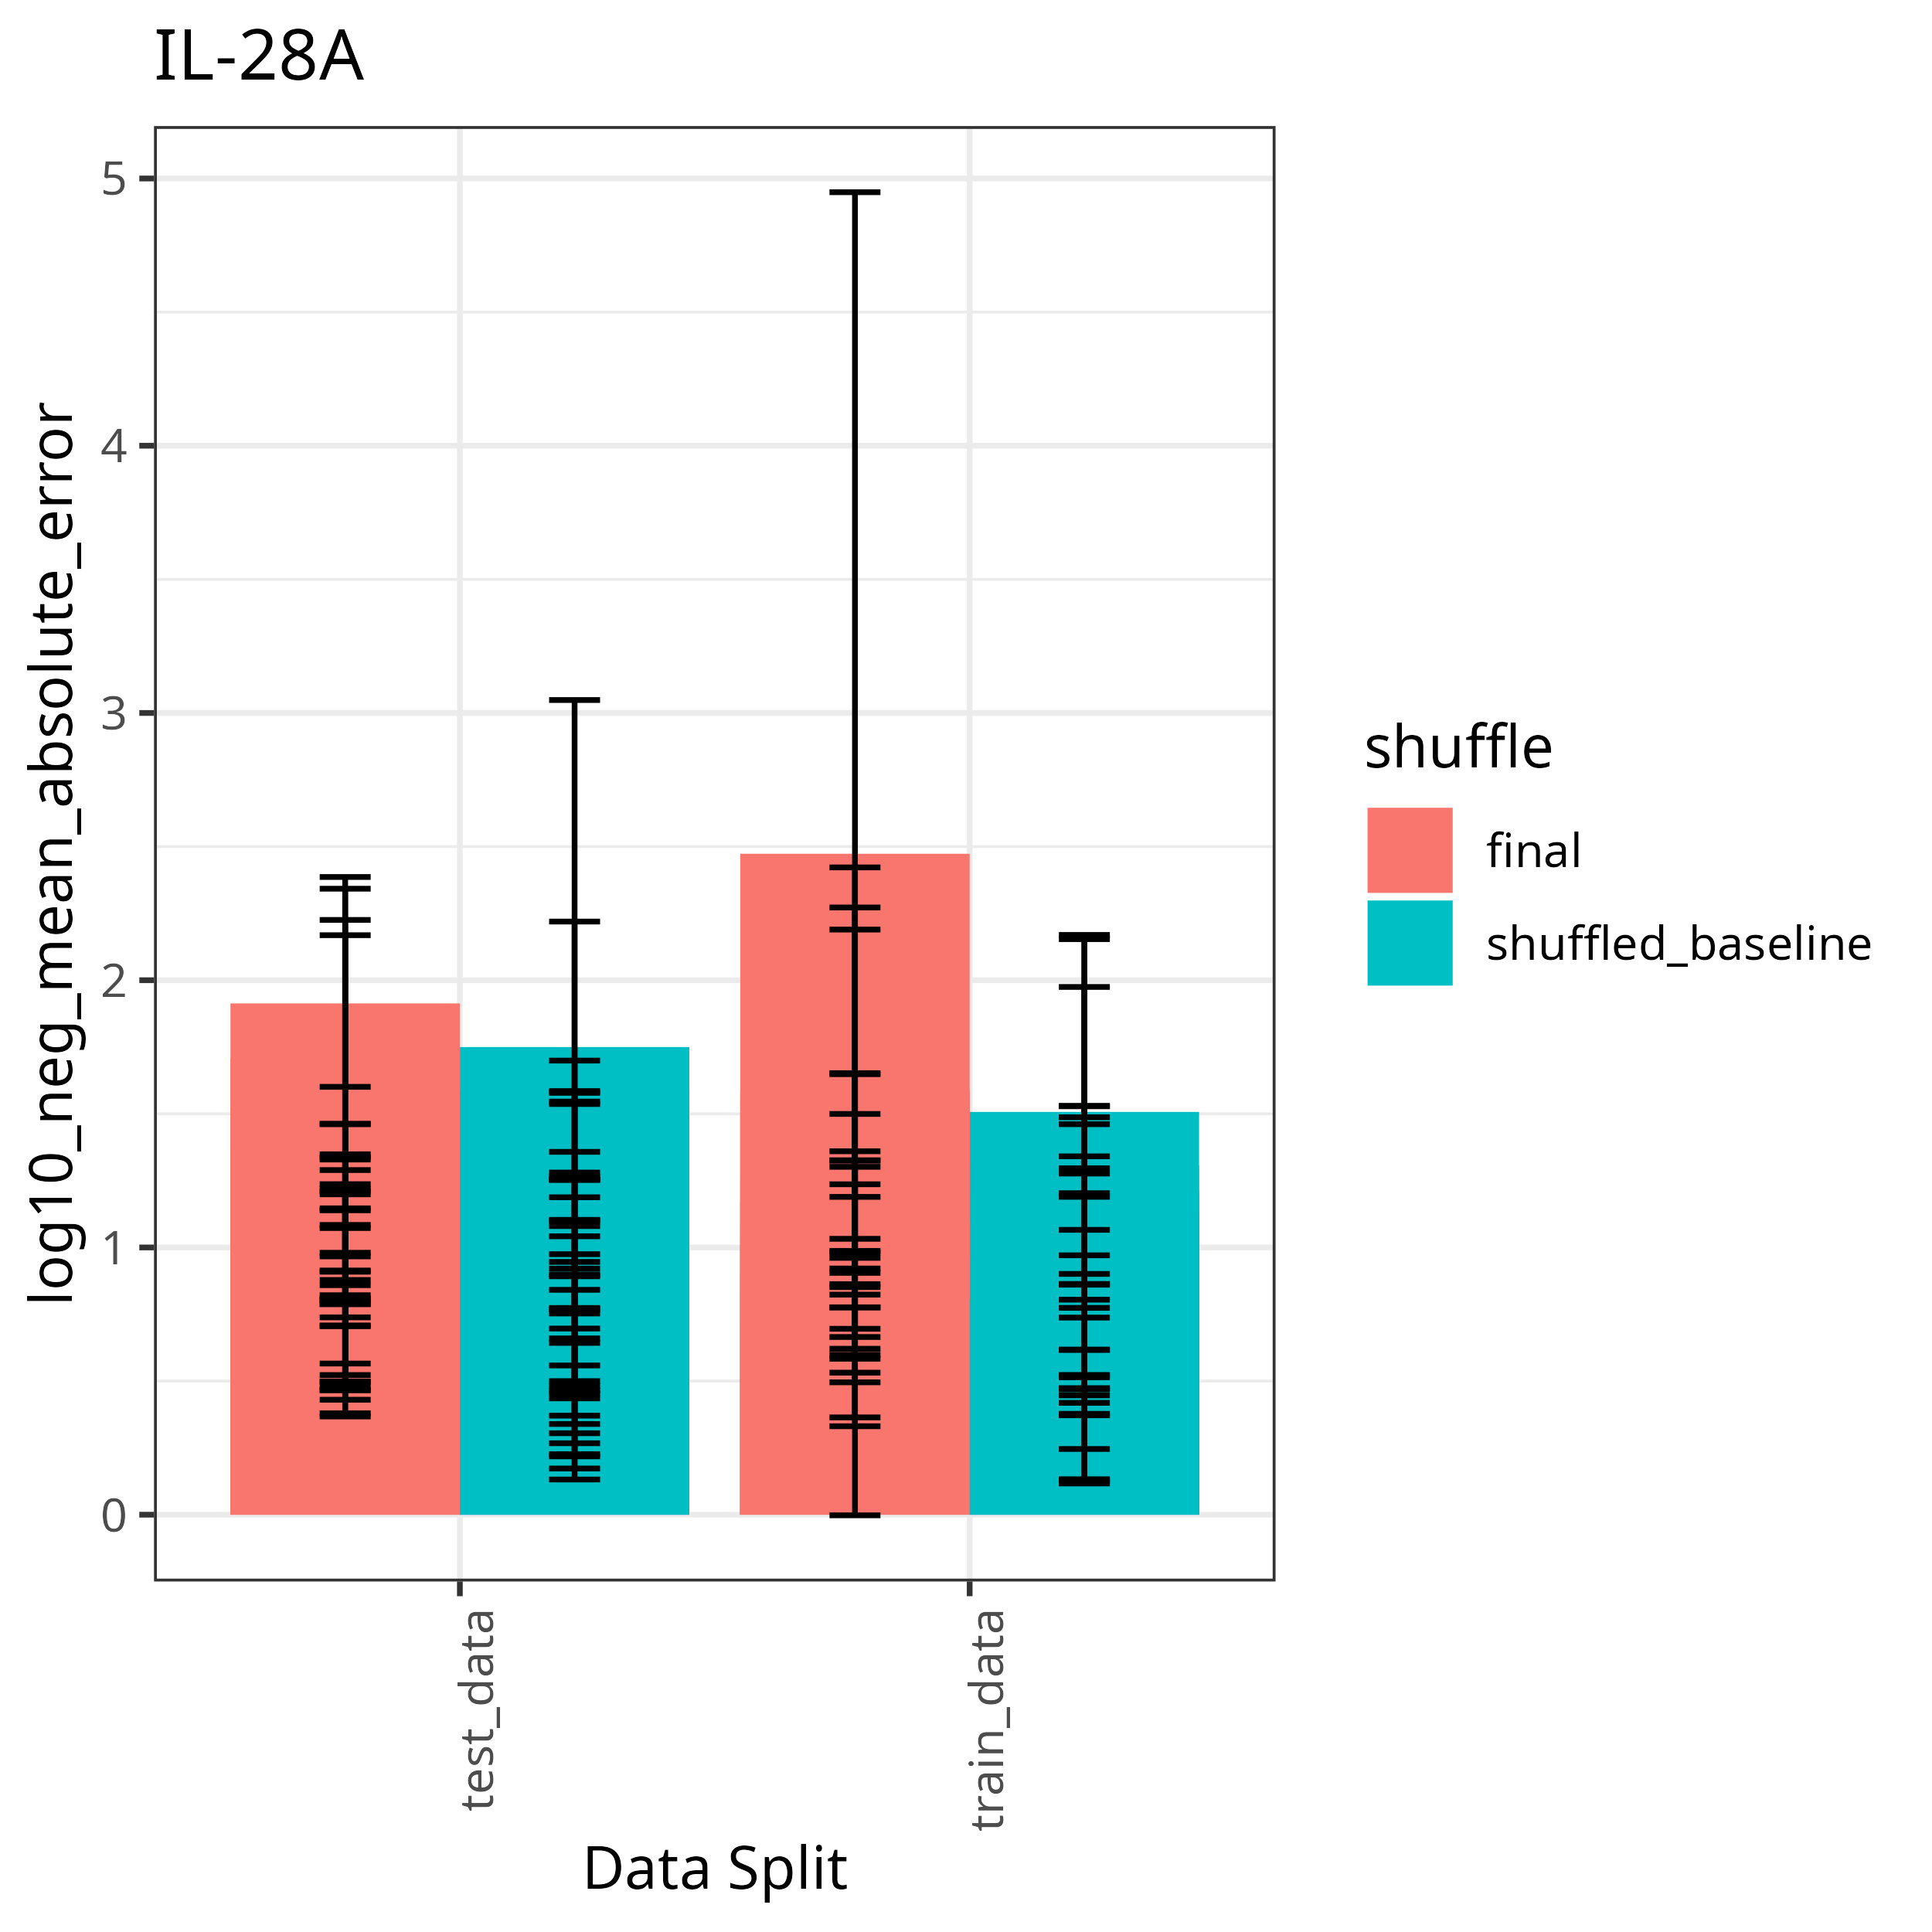 IL-28A
log10_neg_mean_absolute_error
5
4
3
2
1
0
test_data
train_data
Data Split
shuffle
final
shuffled_baseline